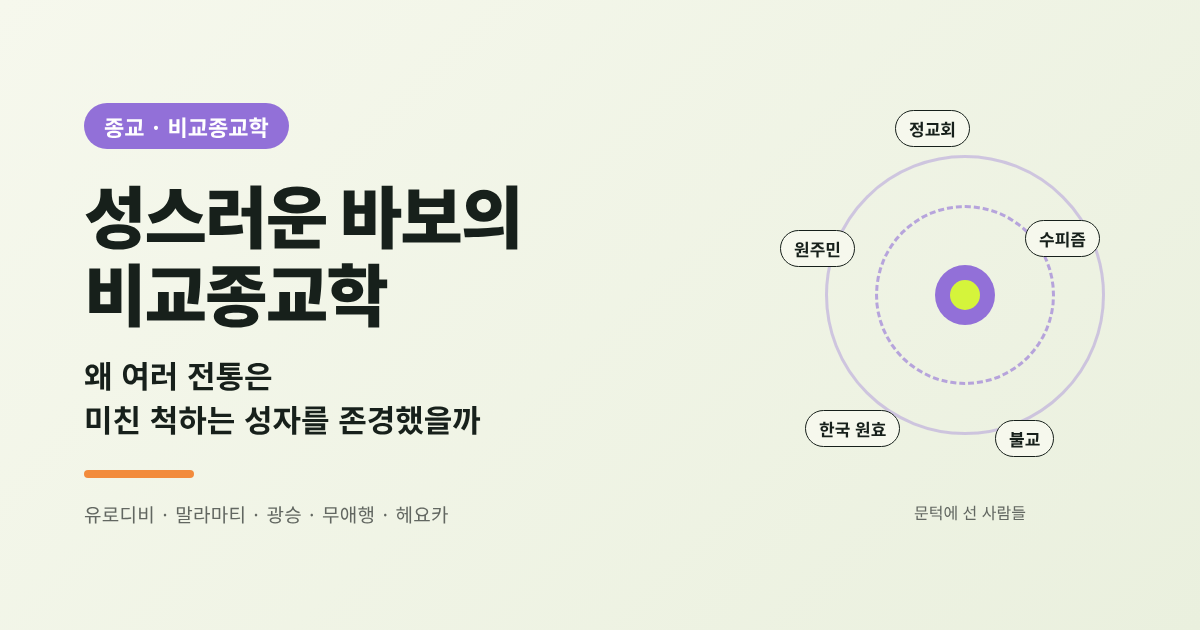 종교 · 비교종교학
성스러운 바보의
비교종교학
왜 여러 전통은
미친 척하는 성자를 존경했을까
유로디비 · 말라마티 · 광승 · 무애행 · 헤요카
정교회
원주민
수피즘
한국 원효
불교
문턱에 선 사람들